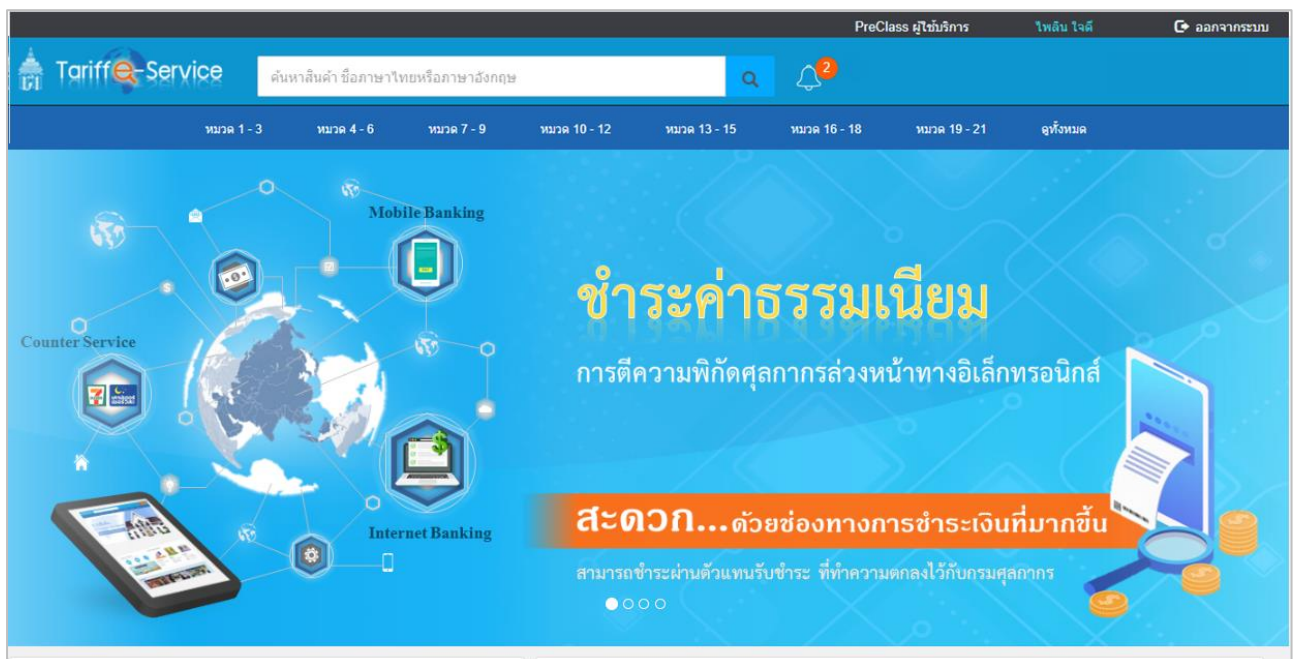 PreClass ผู้ใช้บริการ ไพลิน ใจดี ออกจากระบบ
Tariff e-Service ค้นหาสินค้า ชื่อภาษาไทยหรือภาษาอังกฤษ 2
หมวด 1 - 3 หมวด 4 - 6 หมวด 7 - 9 หมวด 10 - 12 หมวด 13 - 15 หมวด 16 - 18 หมวด 19 - 21 ดูทั้งหมด
Mobile Banking
ชำระค่าธรรมเนียม
Counter Service
การตีความพิกัดศุลกากรล่วงหน้าทางอิเล็กทรอนิกส์
สะดวก...ด้วยช่องทางการชำระเงินที่มากขึ้น
Internet Banking
สามารถชำระผ่านตัวแทนรับชำระ ที่ทำความตกลงไว้กับกรมศุลกากร